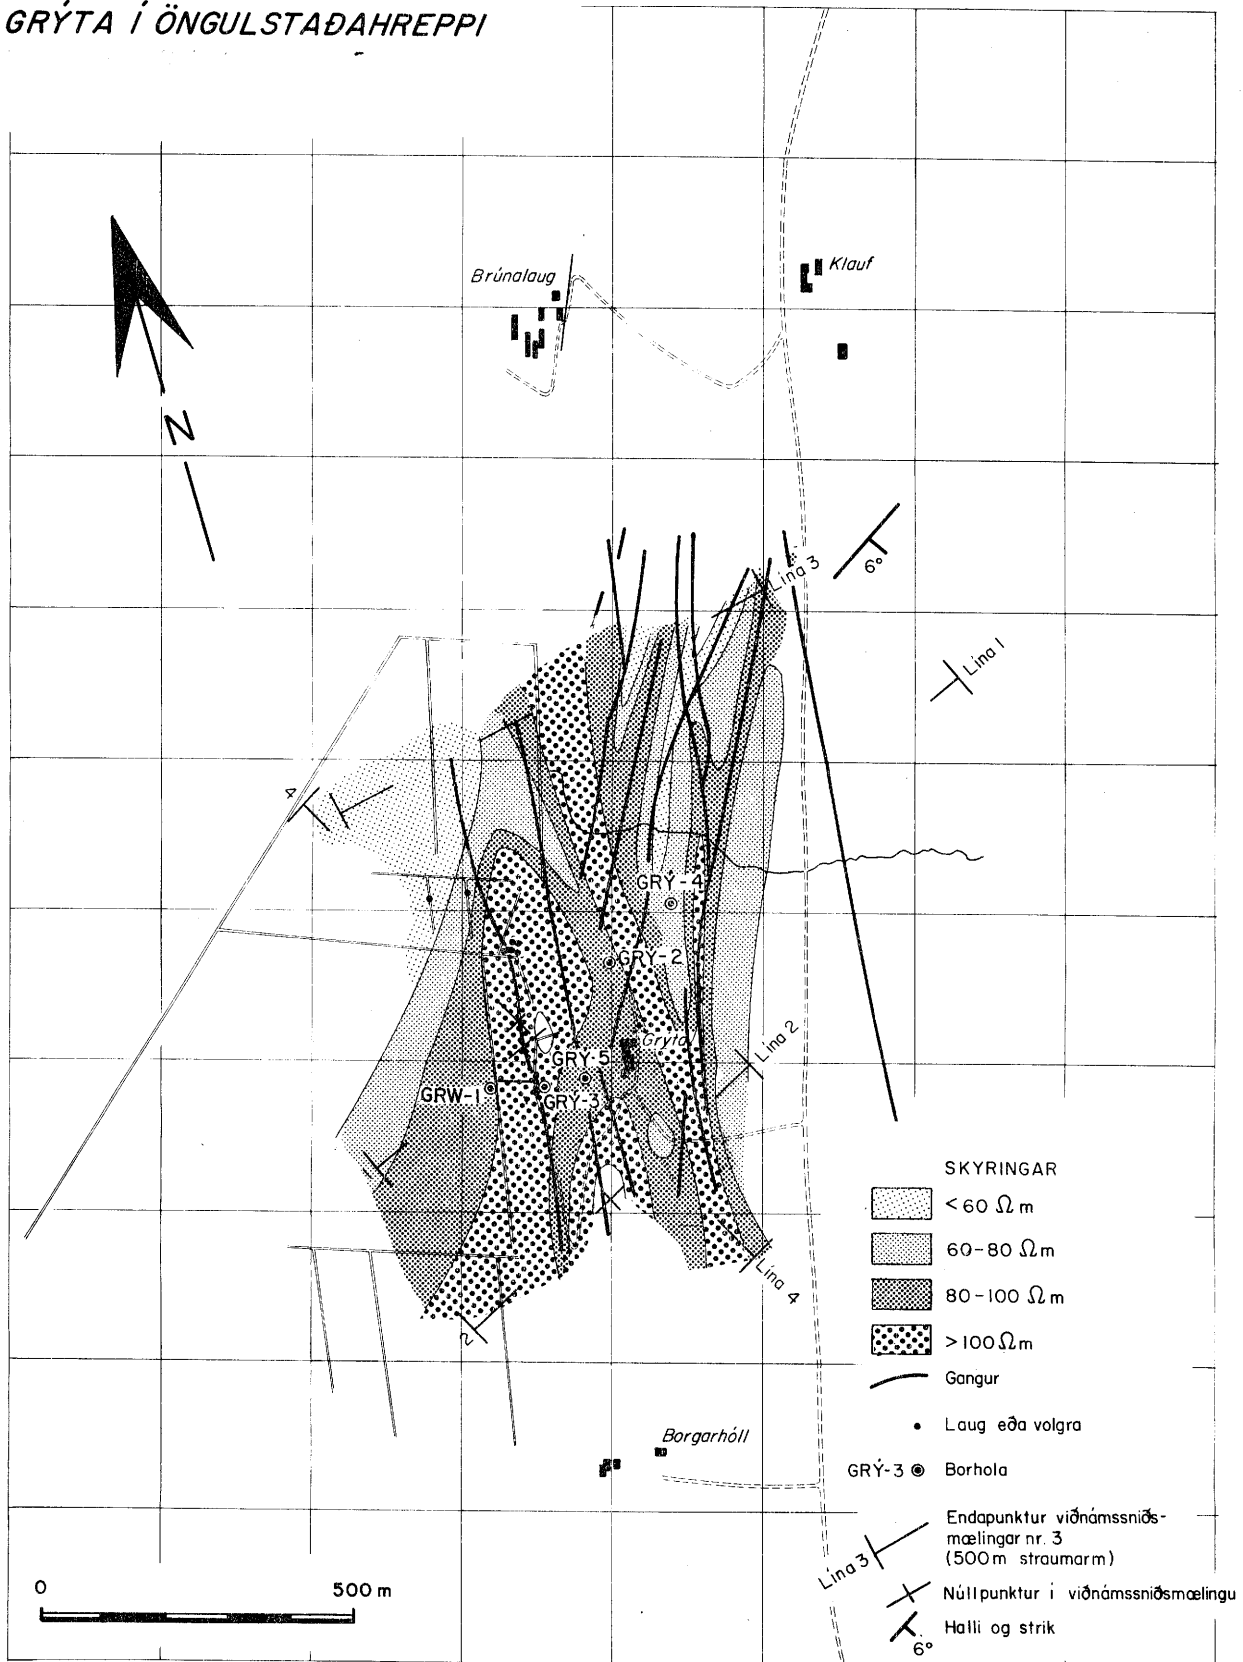 GRÝTA Í ÖNGULSTAÐAHREPPI
Brúnalaug
Klauf
N
6°
Lína 3
Lína 1
4
GRÝ-4
GRÝ-2
Grýta
Lína 2
GRÝ-5
GRW-1
GRÝ-3
Lína 4
2
SKYRINGAR
<60 Ωm
60-80 Ωm
80-100 Ωm
>100 Ωm
Gangur
Laug eða volgra
GRÝ-3 Borhola
Borgarhóll
Endapunktur viðnámssniðs-
mælingar nr. 3
(500m straumarm)
Lína 3
Núllpunktur í viðnámssniðsmælingu
Halli og strik
6°
0 500 m